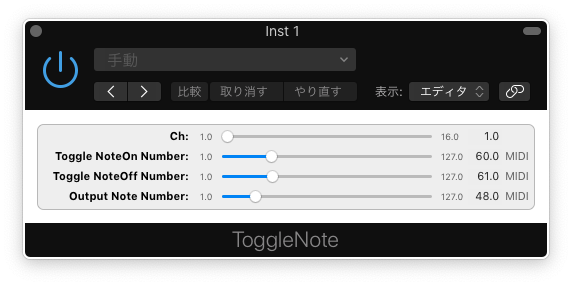 Inst 1
手動
比較 取り消す やり直す 表示: エディタ
Ch: 1.0 16.0 1.0
Toggle NoteOn Number: 1.0 127.0 60.0 MIDI
Toggle NoteOff Number: 1.0 127.0 61.0 MIDI
Output Note Number: 1.0 127.0 48.0 MIDI
ToggleNote